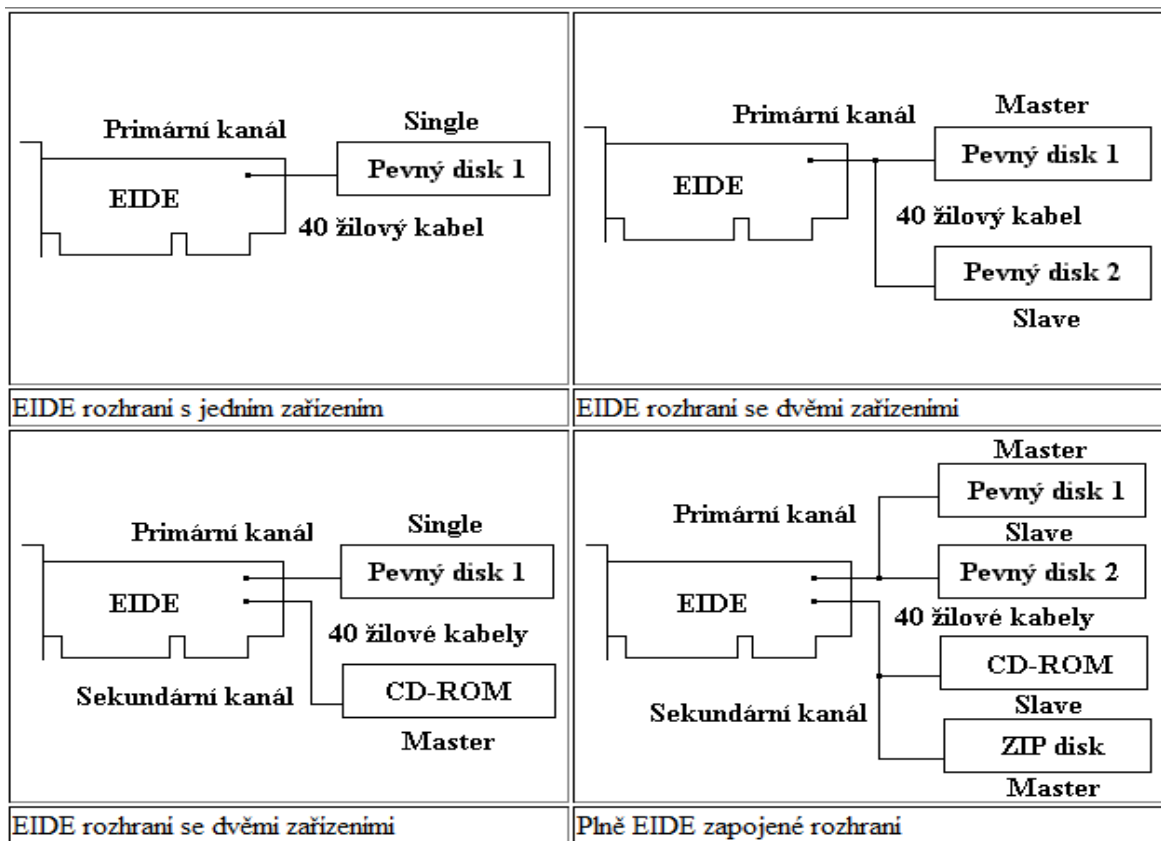 Primární kanál
Single
Pevný disk 1
EIDE
40 žilový kabel
EIDE rozhraní s jedním zařízením
Master
Primární kanál
Pevný disk 1
EIDE
40 žilový kabel
Pevný disk 2
Slave
EIDE rozhraní se dvěmi zařízeními
Single
Primární kanál
Pevný disk 1
EIDE
40 žilové kabely
Sekundární kanál
CD-ROM
Master
EIDE rozhraní se dvěmi zařízeními
Master
Pevný disk 1
Primární kanál
Slave
Pevný disk 2
EIDE
40 žilové kabely
CD-ROM
Slave
Sekundární kanál
ZIP disk
Master
Plně EIDE zapojené rozhraní